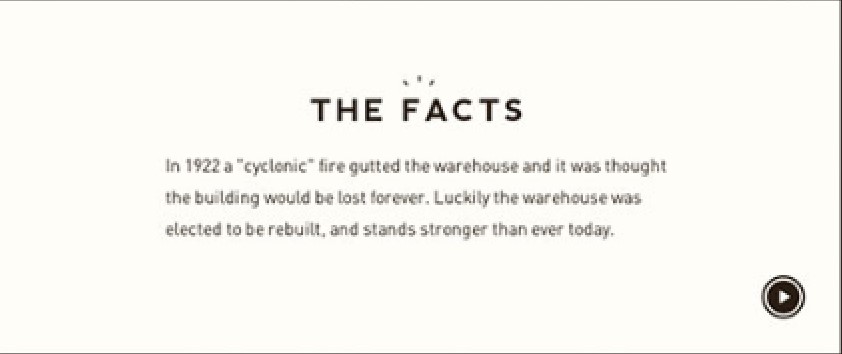 THE FACTS
In 1922 a "cyclonic" fire gutted the warehouse and it was thought
the building would be lost forever. Luckily the warehouse was
elected to be rebuilt, and stands stronger than ever today.